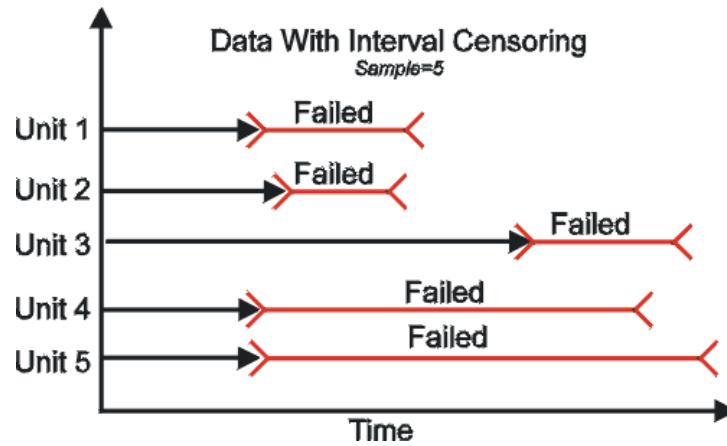 Data With Interval Censoring
Sample=5
Unit 1
Failed
Unit 2
Failed
Unit 3
Failed
Unit 4
Failed
Unit 5
Failed
Time